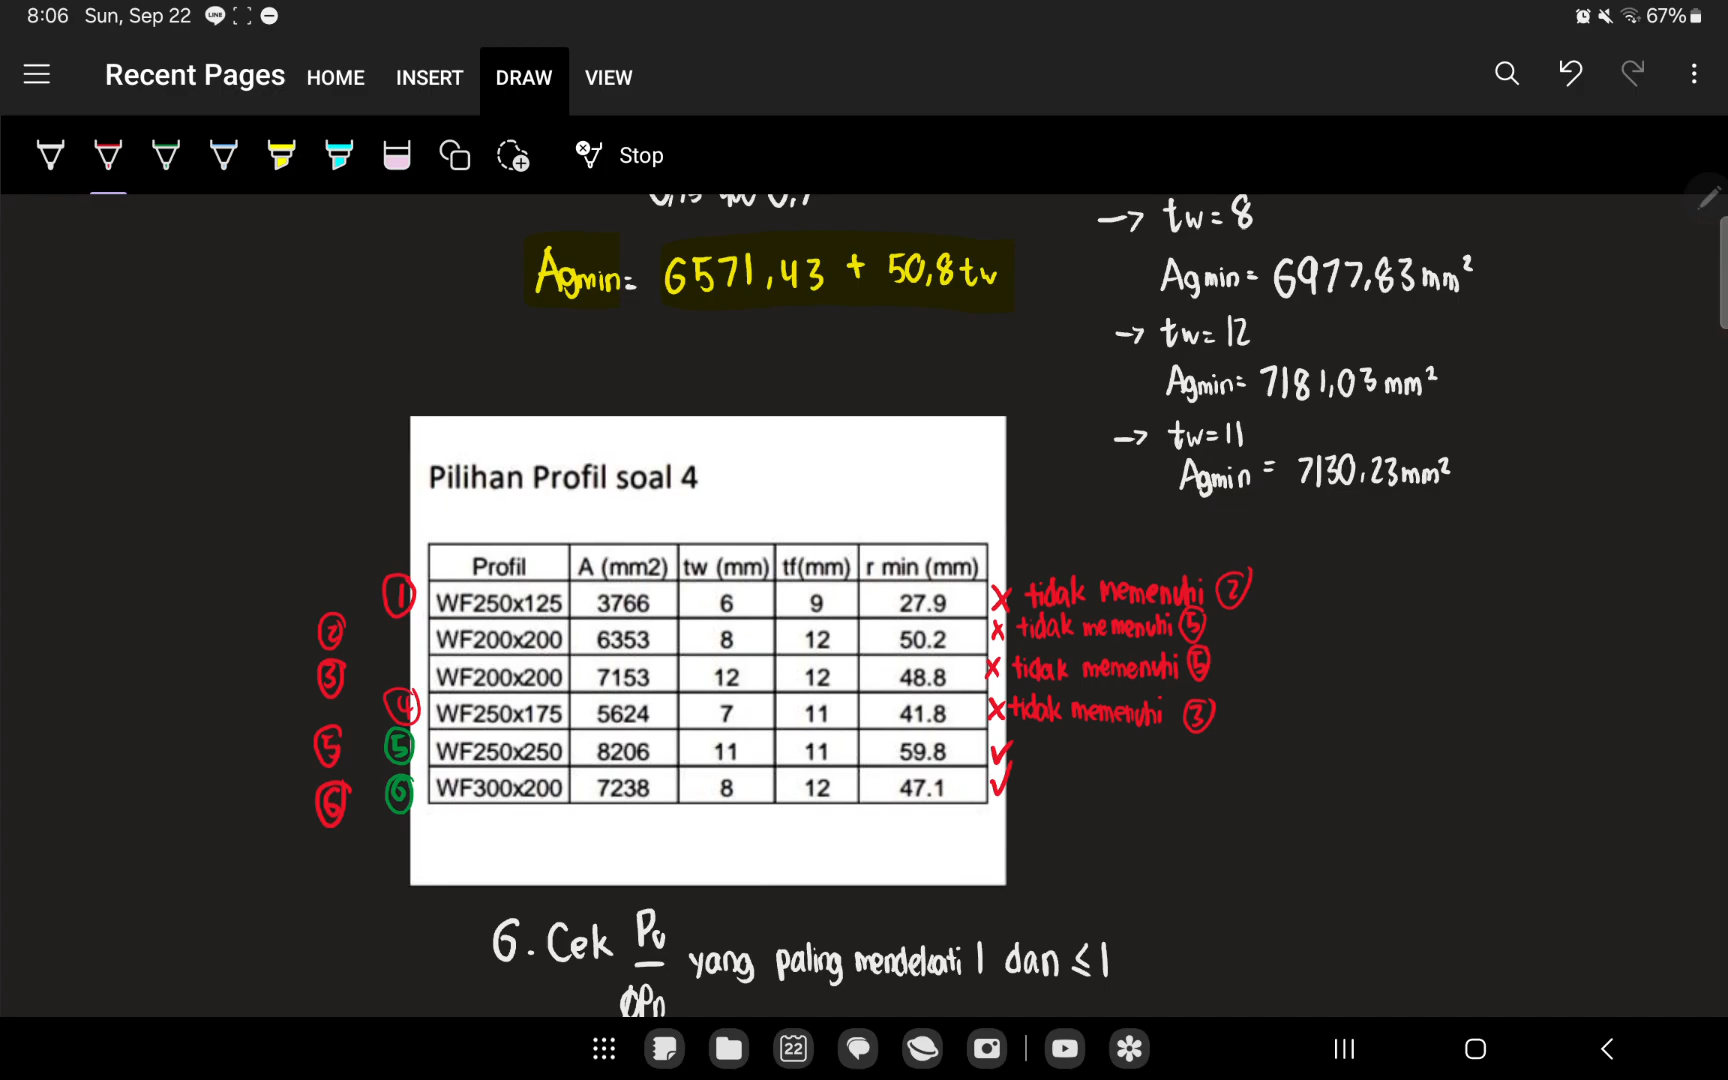 8:06 Sun, Sep 22 LINE 67%
Recent Pages HOME INSERT DRAW VIEW
Stop
Agmin = 6571,43 + 50,8tw
→ tw = 8
Agmin = 6977,83 mm²
→ tw = 12
Agmin = 7181,03 mm²
→ tw = 11
Agmin = 7130,23 mm²
Pilihan Profil soal 4
Profil A (mm2) tw (mm) tf(mm) r min (mm)
① WF250x125 3766 6 9 27.9 × tidak memenuhi ②
② WF200x200 6353 8 12 50.2 × tidak memenuhi ⑤
③ WF200x200 7153 12 12 48.8 × tidak memenuhi ⑤
④ WF250x175 5624 7 11 41.8 × tidak memenuhi ③
⑤ ⑤ WF250x250 8206 11 11 59.8 ✓
⑥ ⑥ WF300x200 7238 8 12 47.1 ✓
6. Cek Pu/ϕPn yang paling mendekati 1 dan ≤ 1
22